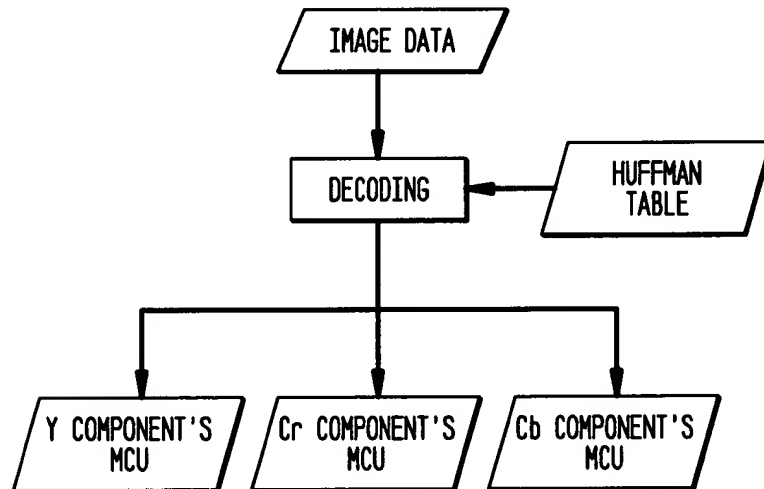 IMAGE DATA
DECODING
HUFFMAN
TABLE
Y COMPONENT'S
MCU
Cr COMPONENT'S
MCU
Cb COMPONENT'S
MCU